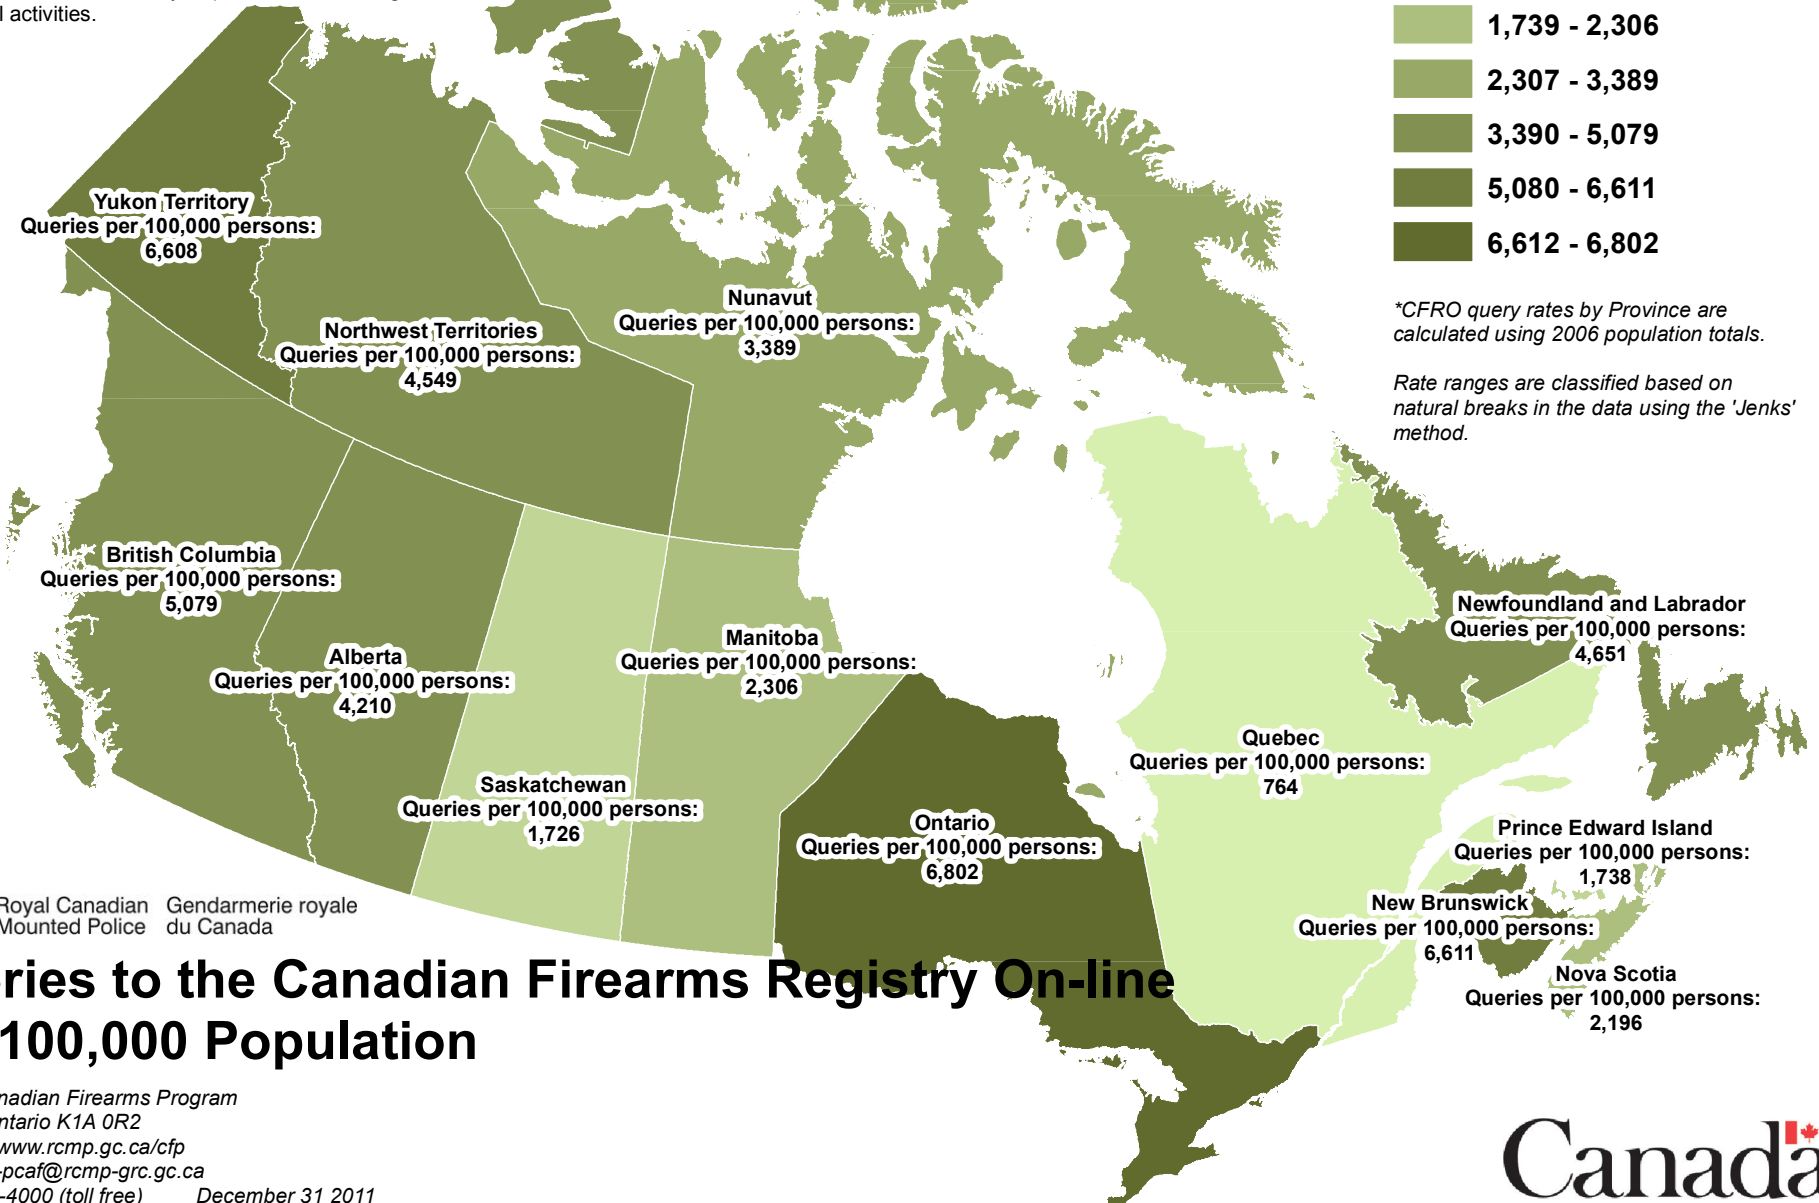 l activities.
1,739 - 2,306
2,307 - 3,389
3,390 - 5,079
5,080 - 6,611
6,612 - 6,802
*CFRO query rates by Province are
calculated using 2006 population totals.
Rate ranges are classified based on
natural breaks in the data using the 'Jenks'
method.
Yukon Territory
Queries per 100,000 persons:
6,608
Northwest Territories
Queries per 100,000 persons:
4,549
Nunavut
Queries per 100,000 persons:
3,389
British Columbia
Queries per 100,000 persons:
5,079
Alberta
Queries per 100,000 persons:
4,210
Saskatchewan
Queries per 100,000 persons:
1,726
Manitoba
Queries per 100,000 persons:
2,306
Ontario
Queries per 100,000 persons:
6,802
Quebec
Queries per 100,000 persons:
764
Newfoundland and Labrador
Queries per 100,000 persons:
4,651
Prince Edward Island
Queries per 100,000 persons:
1,738
New Brunswick
Queries per 100,000 persons:
6,611
Nova Scotia
Queries per 100,000 persons:
2,196
Royal Canadian Gendarmerie royale
Mounted Police du Canada
ries to the Canadian Firearms Registry On-line
100,000 Population
nadian Firearms Program
ntario K1A 0R2
www.rcmp.gc.ca/cfp
-pcaf@rcmp-grc.gc.ca
-4000 (toll free) December 31 2011
Canada